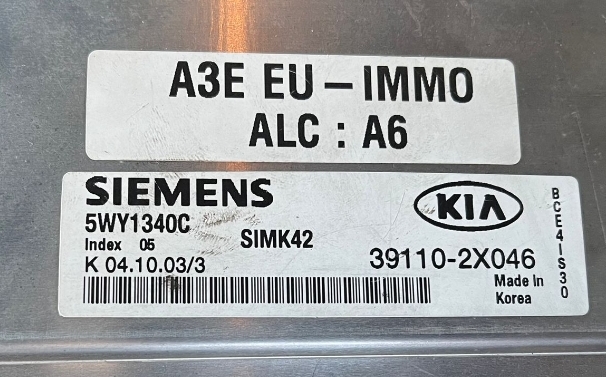 A3E EU - IMMO
ALC : A6
SIEMENS
5WY1340C
Index 05
SIMK42
K 04.10.03/3
KIA
39110-2X046
Made In
Korea
BCE4IS30